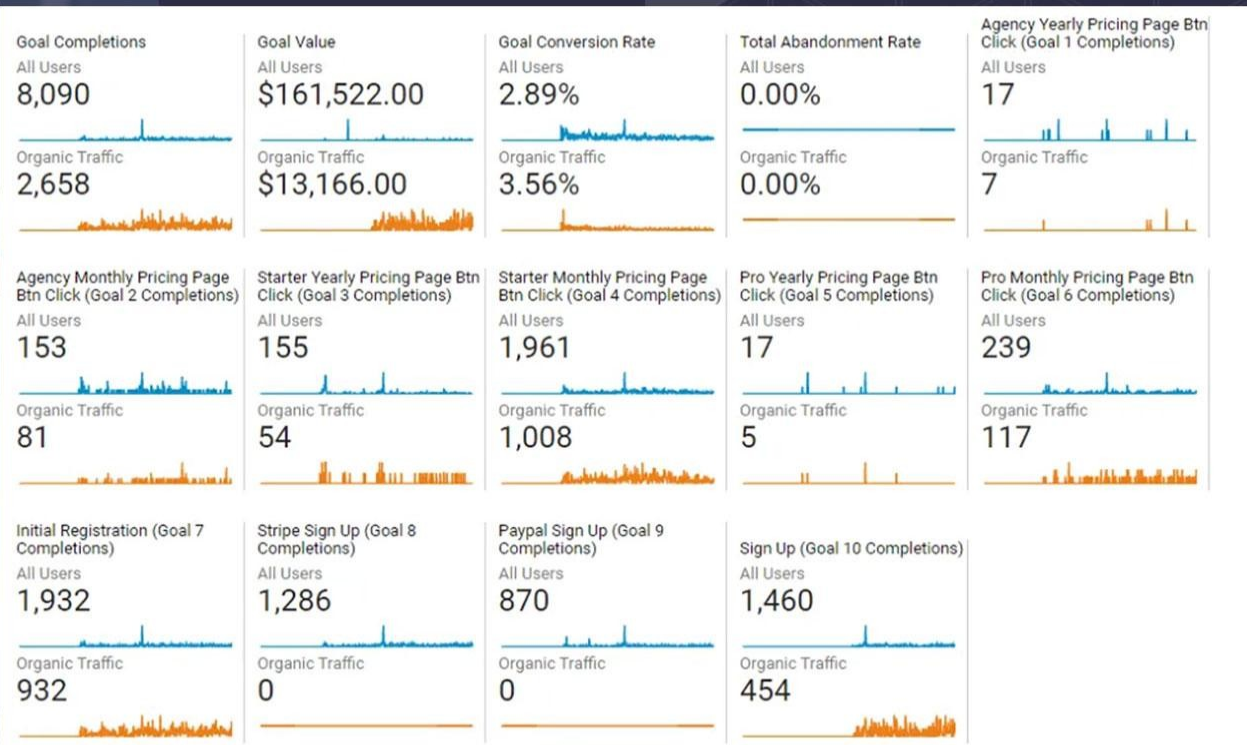 Goal Completions
All Users
8,090
Organic Traffic
2,658
Goal Value
All Users
$161,522.00
Organic Traffic
$13,166.00
Goal Conversion Rate
All Users
2.89%
Organic Traffic
3.56%
Total Abandonment Rate
All Users
0.00%
Organic Traffic
0.00%
Agency Yearly Pricing Page Btn
Click (Goal 1 Completions)
All Users
17
Organic Traffic
7
Agency Monthly Pricing Page
Btn Click (Goal 2 Completions)
All Users
153
Organic Traffic
81
Starter Yearly Pricing Page Btn
Click (Goal 3 Completions)
All Users
155
Organic Traffic
54
Starter Monthly Pricing Page
Btn Click (Goal 4 Completions)
All Users
1,961
Organic Traffic
1,008
Pro Yearly Pricing Page Btn
Click (Goal 5 Completions)
All Users
17
Organic Traffic
5
Pro Monthly Pricing Page Btn
Click (Goal 6 Completions)
All Users
239
Organic Traffic
117
Initial Registration (Goal 7
Completions)
All Users
1,932
Organic Traffic
932
Stripe Sign Up (Goal 8
Completions)
All Users
1,286
Organic Traffic
0
Paypal Sign Up (Goal 9
Completions)
All Users
870
Organic Traffic
0
Sign Up (Goal 10 Completions)
All Users
1,460
Organic Traffic
454